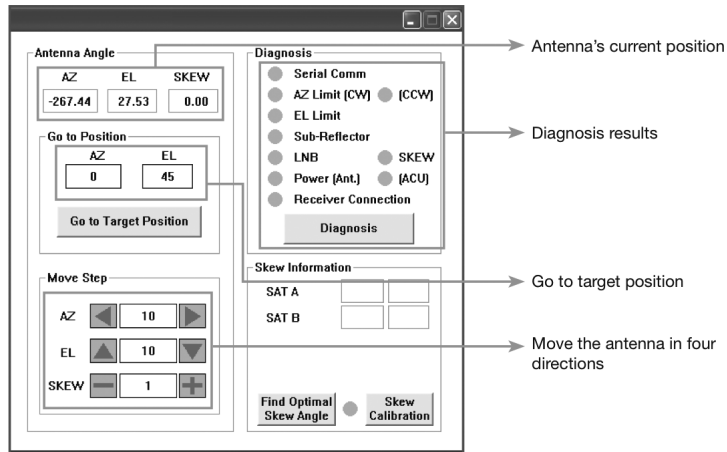 Antenna Angle
AZ EL SKEW
-267.44 27.53 0.00
Go to Position
AZ EL
0 45
Go to Target Position
Move Step
AZ 10
EL 10
SKEW 1
Diagnosis
Serial Comm
AZ Limit (CW) (CCW)
EL Limit
Sub-Reflector
LNB SKEW
Power (Ant.) (ACU)
Receiver Connection
Diagnosis
Skew Information
SAT A
SAT B
Find Optimal
Skew Angle
Skew
Calibration
Antenna's current position
Diagnosis results
Go to target position
Move the antenna in four
directions